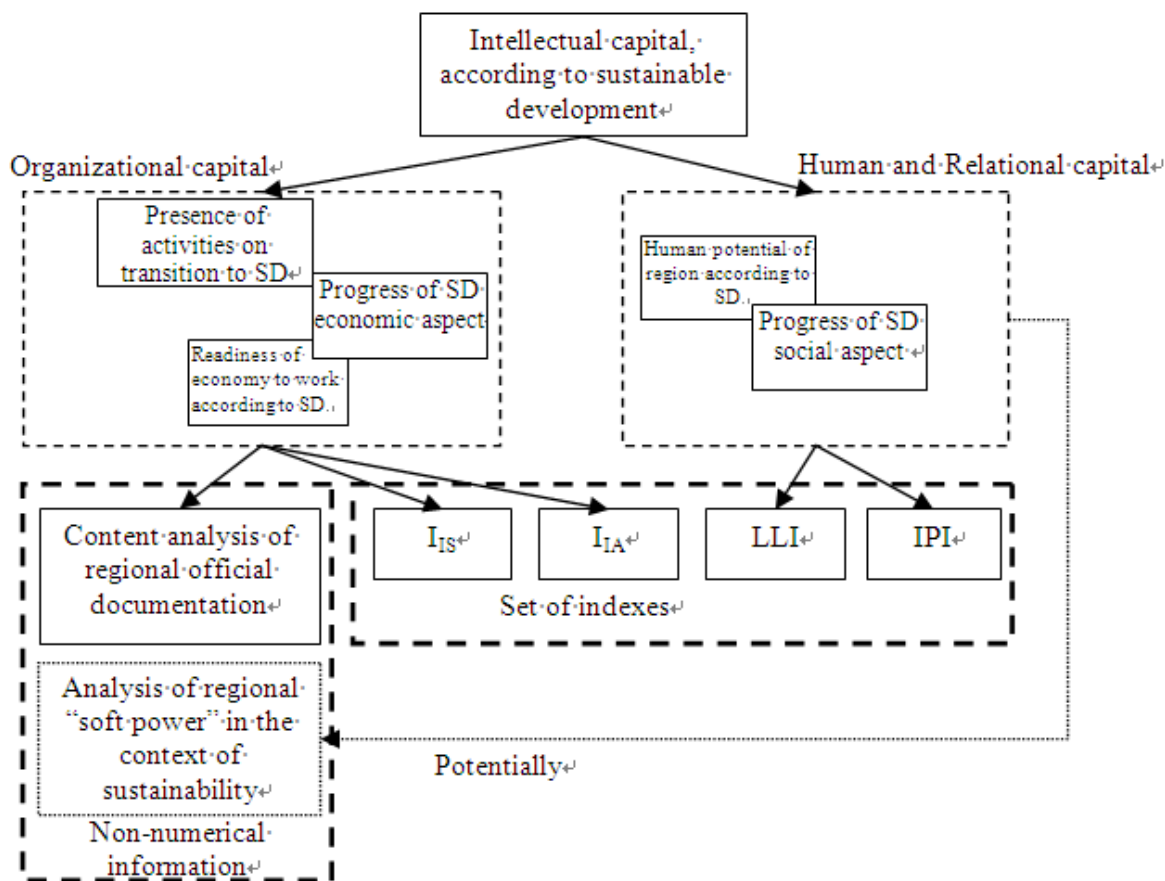 Intellectual capital,
according to sustainable
development
Organizational capital
Human and Relational capital
Presence of
activities on
transition to SD
Progress of SD
economic aspect
Readiness of
economy to work
according to SD.
Human potential of
region according to
SD.
Progress of SD
social aspect
Content analysis of
regional official
documentation
I_IS
I_IA
LLI
IPI
Set of indexes
Analysis of regional
“soft power” in the
context of
sustainability
Potentially
Non-numerical
information